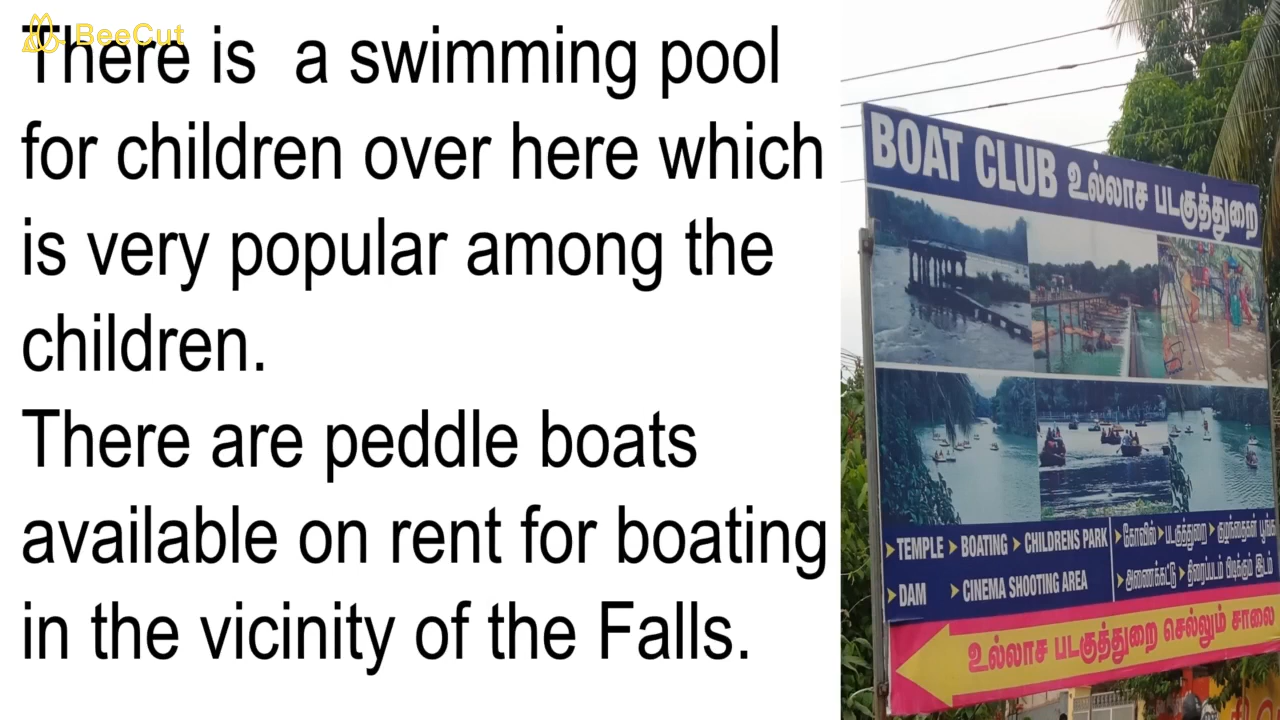 BeeCut
There is a swimming pool
for children over here which
is very popular among the
children.
There are peddle boats
available on rent for boating
in the vicinity of the Falls.
BOAT CLUB உல்லாச படகுத்துறை
TEMPLE BOATING CHILDRENS PARK
DAM CINEMA SHOOTING AREA
கோவில் படகுத்துறை குழந்தைகள் பூங்கா
அணைக்கட்டு திரைப்படம் பிடிக்கும் இடம்
உல்லாச படகுத்துறை செல்லும் சாலை